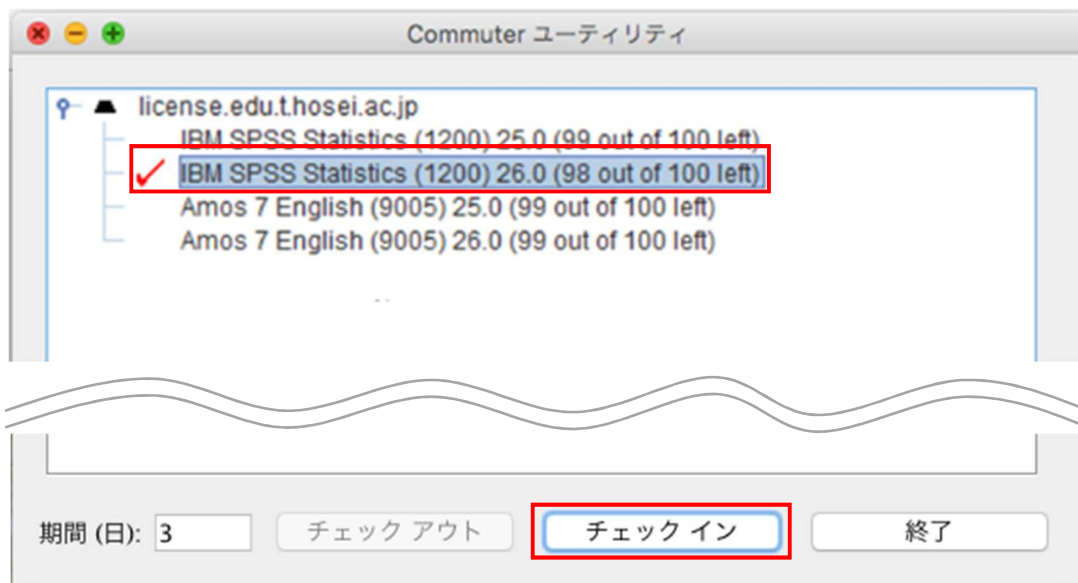 Commuter ユーティリティ
license.edu.t.hosei.ac.jp
IBM SPSS Statistics (1200) 25.0 (99 out of 100 left)
IBM SPSS Statistics (1200) 26.0 (98 out of 100 left)
Amos 7 English (9005) 25.0 (99 out of 100 left)
Amos 7 English (9005) 26.0 (99 out of 100 left)
期間 (日): 3 チェック アウト チェック イン 終了